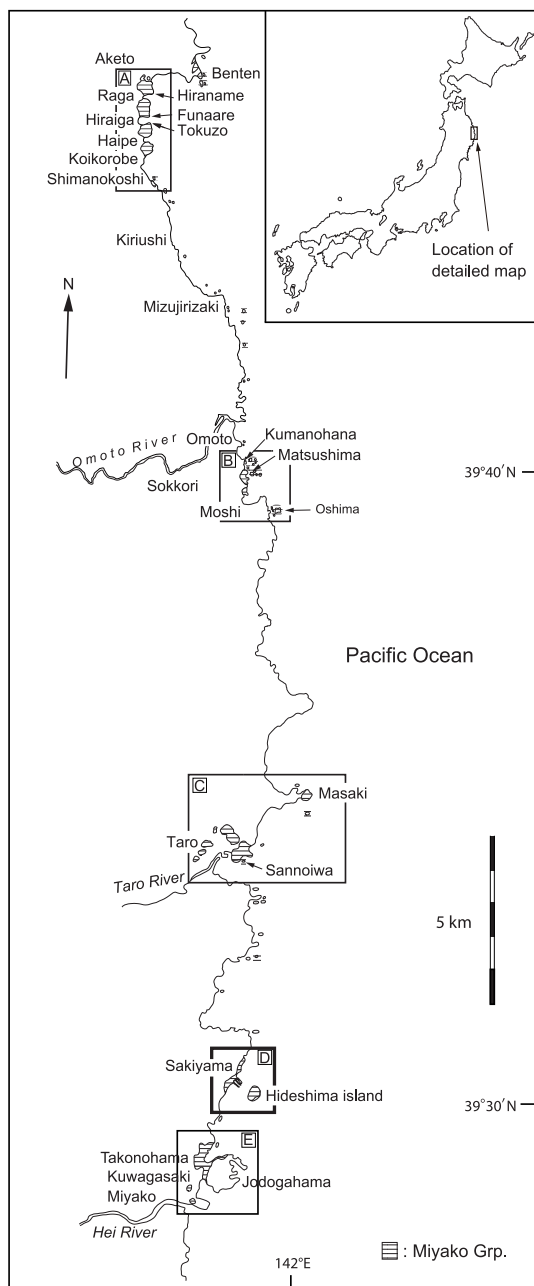 Aketo
A
Benten
Raga
Hiraname
Funaare
Hiraiga
Tokuzo
Haipe
Koikorobe
Shimanokoshi
Kiriushi
Location of
detailed map
N
Mizujirizaki
Omoto River
Omoto
Kumanohana
B
Matsushima
39°40' N
Sokkori
Moshi
Oshima
Pacific Ocean
C
Masaki
Taro
Sannoiwa
Taro River
5 km
D
Sakiyama
Hideshima island
39°30' N
E
Takonohama
Kuwagasaki
Jodogahama
Miyako
Hei River
142°E
: Miyako Grp.